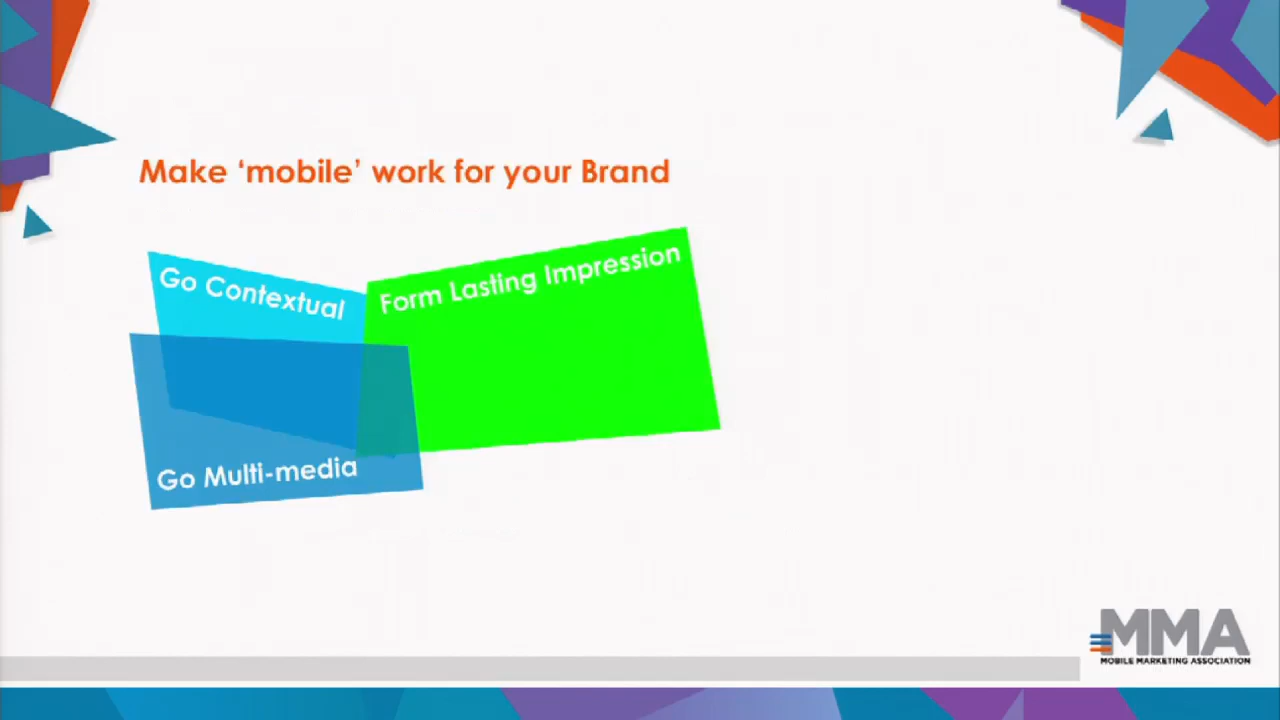 Make ‘mobile’ work for your Brand
Go Contextual
Form Lasting Impression
Go Multi-media
MMA
MOBILE MARKETING ASSOCIATION